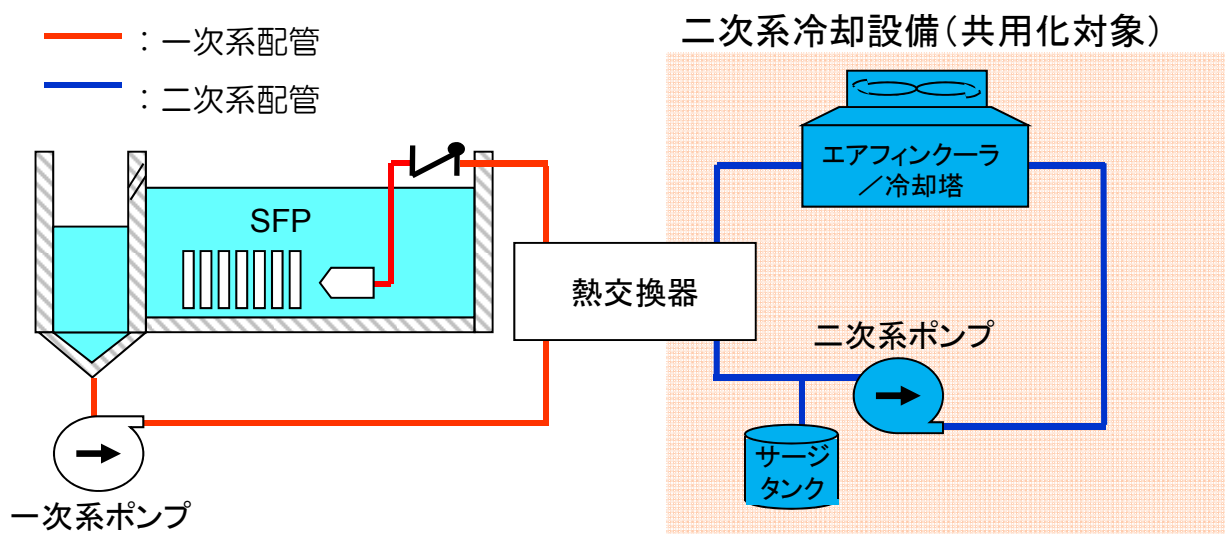 ：一次系配管
：二次系配管
二次系冷却設備（共用化対象）
エアフィンクーラ
／冷却塔
SFP
熱交換器
二次系ポンプ
サージ
タンク
一次系ポンプ